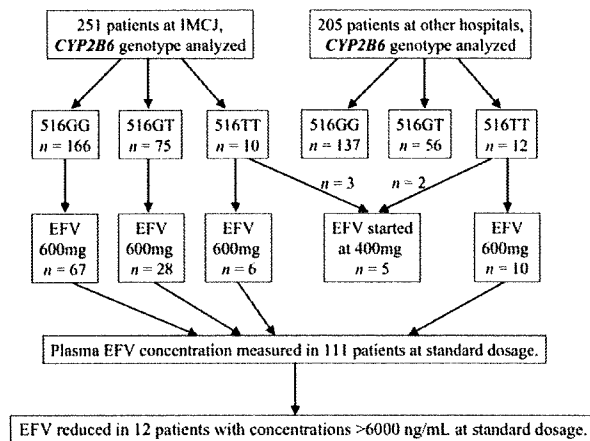 251 patients at IMCJ,
CYP2B6 genotype analyzed
205 patients at other hospitals,
CYP2B6 genotype analyzed
516GG
n = 166
516GT
n = 75
516TT
n = 10
516GG
n = 137
516GT
n = 56
516TT
n = 12
n = 3
n = 2
EFV
600mg
n = 67
EFV
600mg
n = 28
EFV
600mg
n = 6
EFV started
at 400mg
n = 5
EFV
600mg
n = 10
Plasma EFV concentration measured in 111 patients at standard dosage.
EFV reduced in 12 patients with concentrations >6000 ng/mL at standard dosage.